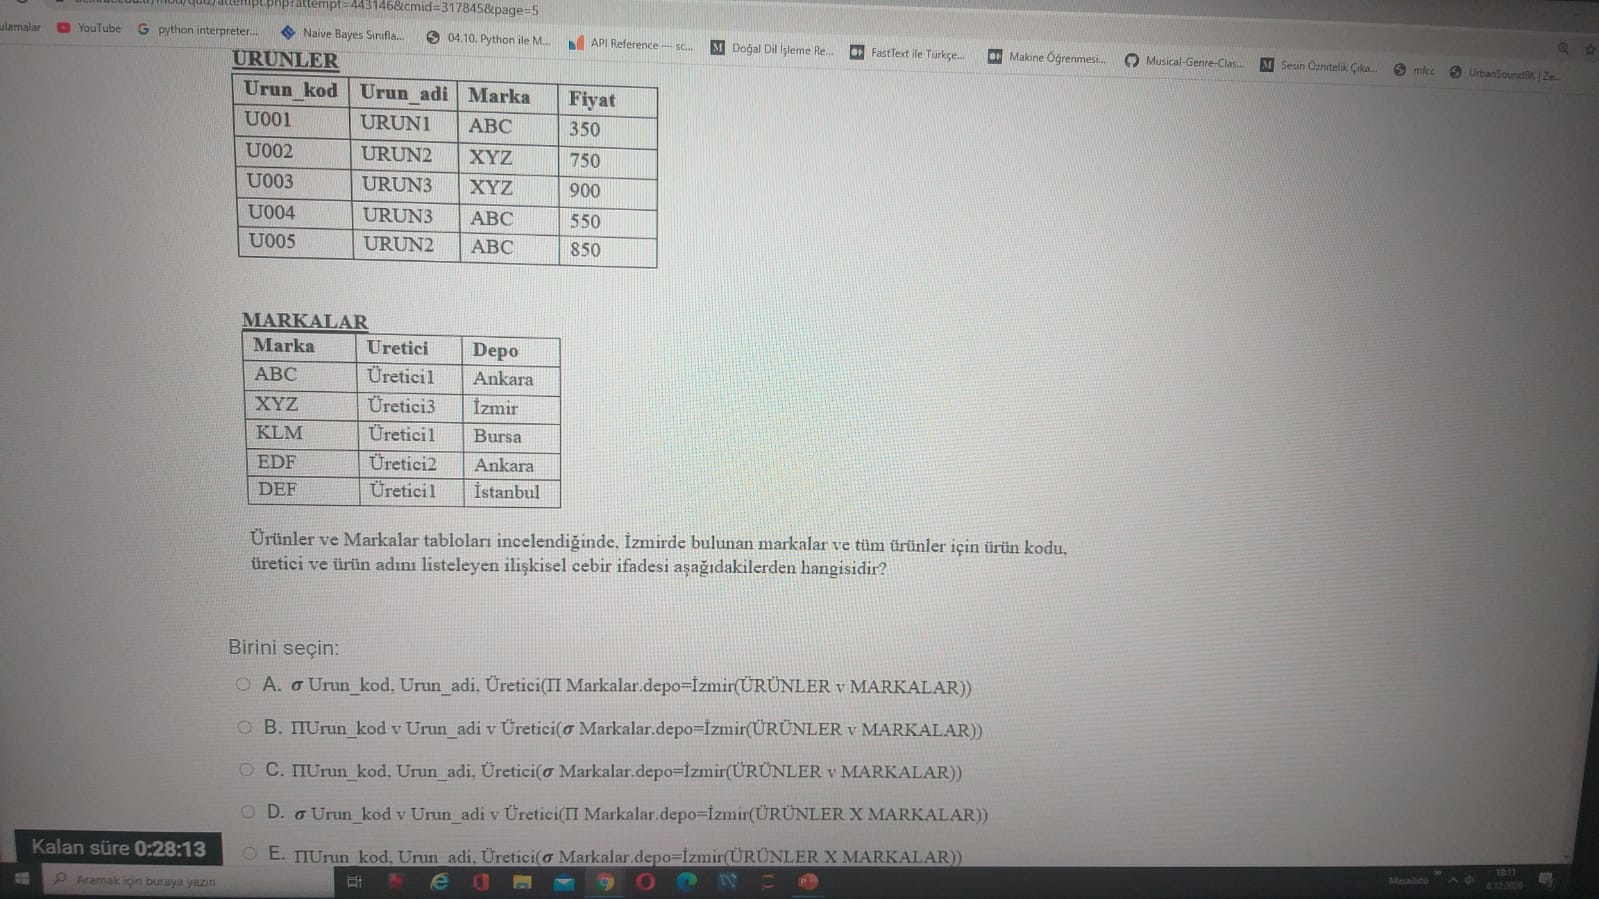 attempt.php?attempt=443146&cmid=317845&page=5
ulamalar YouTube python interpreter... Naive Bayes Sınıfla... 04.10. Python ile M... API Reference — sc... Doğal Dil İşleme Re... FastText ile Türkçe... Makine Öğrenmesi... Musical-Genre-Clas... Sesin Öznitelik Çıka... mfcc UrbanSound8K | Ze...
URUNLER
Urun_kod Urun_adi Marka Fiyat
U001 URUN1 ABC 350
U002 URUN2 XYZ 750
U003 URUN3 XYZ 900
U004 URUN3 ABC 550
U005 URUN2 ABC 850
MARKALAR
Marka Uretici Depo
ABC Üretici1 Ankara
XYZ Üretici3 İzmir
KLM Üretici1 Bursa
EDF Üretici2 Ankara
DEF Üretici1 İstanbul
Ürünler ve Markalar tabloları incelendiğinde, İzmirde bulunan markalar ve tüm ürünler için ürün kodu,
üretici ve ürün adını listeleyen ilişkisel cebir ifadesi aşağıdakilerden hangisidir?
Birini seçin:
A. σ Urun_kod, Urun_adi, Üretici(Π Markalar.depo=İzmir(ÜRÜNLER v MARKALAR))
B. ΠUrun_kod v Urun_adi v Üretici(σ Markalar.depo=İzmir(ÜRÜNLER v MARKALAR))
C. ΠUrun_kod, Urun_adi, Üretici(σ Markalar.depo=İzmir(ÜRÜNLER v MARKALAR))
D. σ Urun_kod v Urun_adi v Üretici(Π Markalar.depo=İzmir(ÜRÜNLER X MARKALAR))
E. ΠUrun_kod, Urun_adi, Üretici(σ Markalar.depo=İzmir(ÜRÜNLER X MARKALAR))
Kalan süre 0:28:13
Aramak için buraya yazın
Masaüstü
18:11
8.12.2020